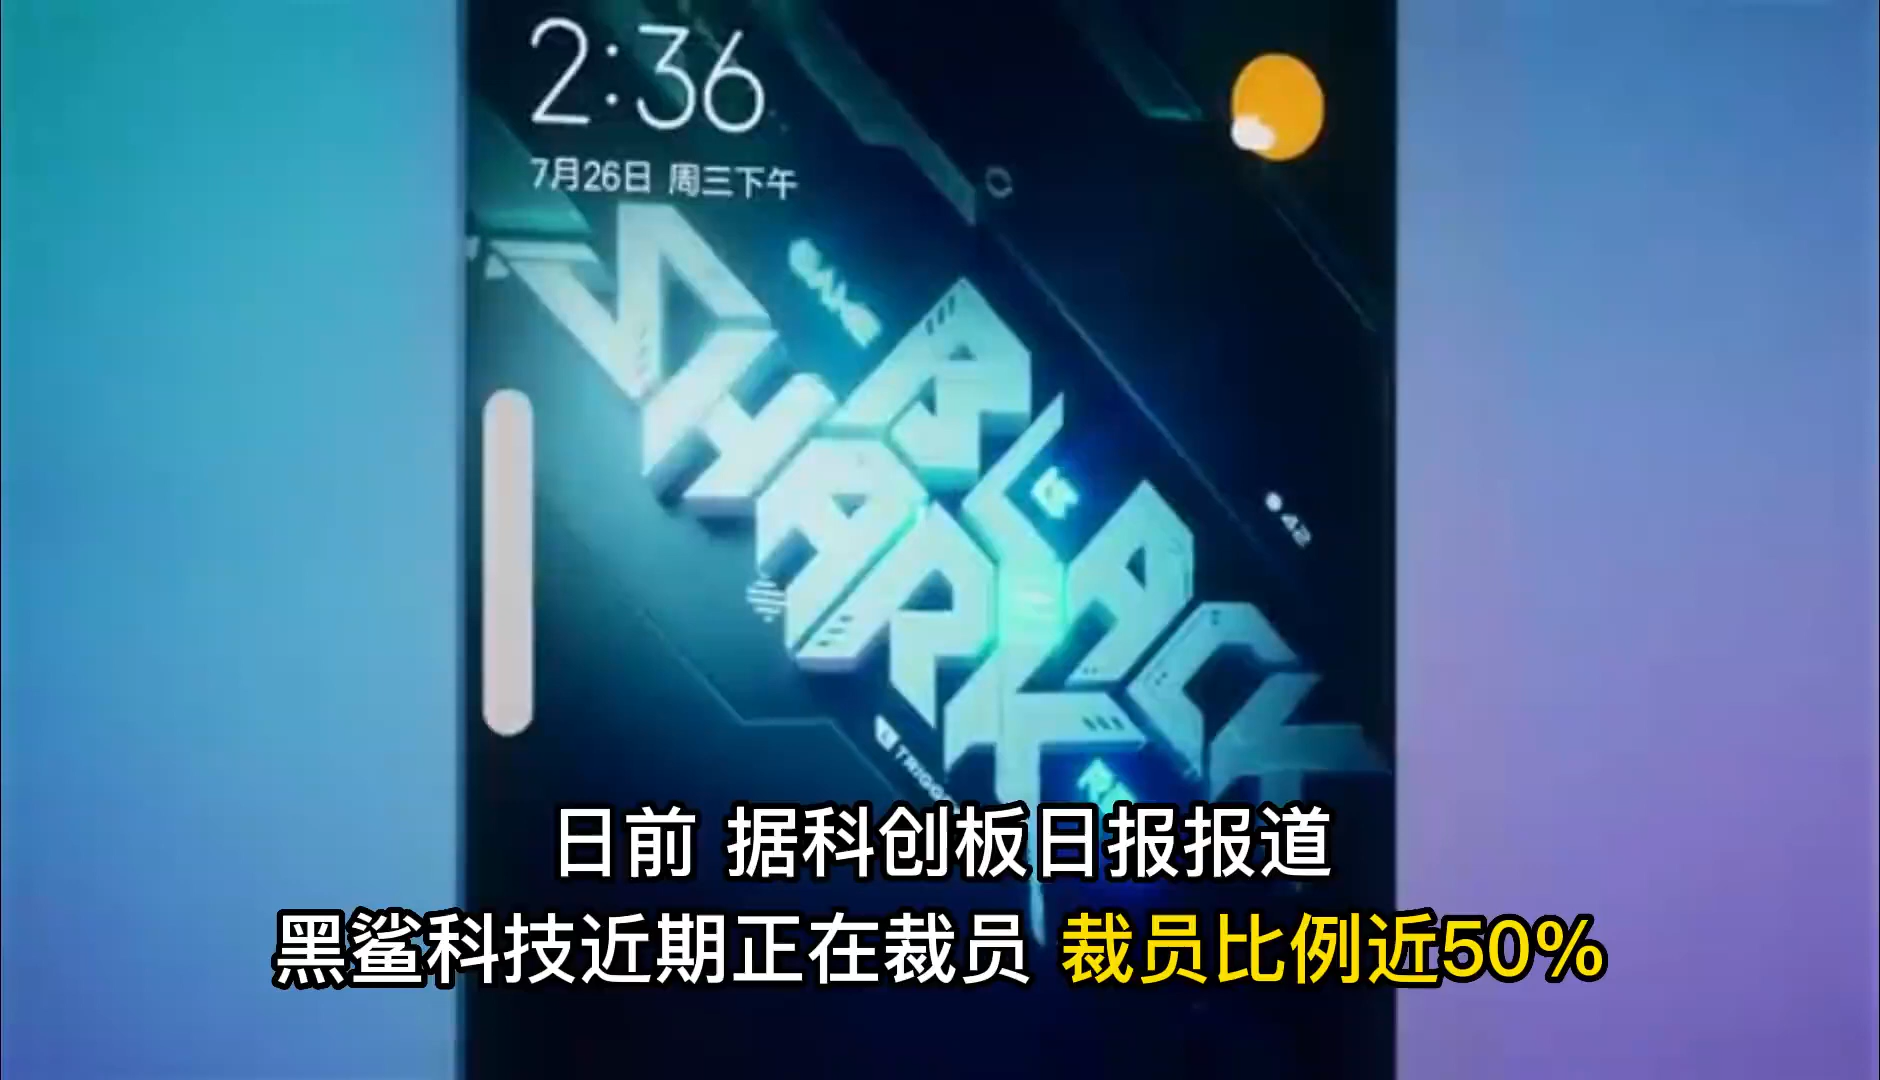 2:36
7月26日 周三下午
SHARK
42
日前 据科创板日报报道
黑鲨科技近期正在裁员 裁员比例近50%